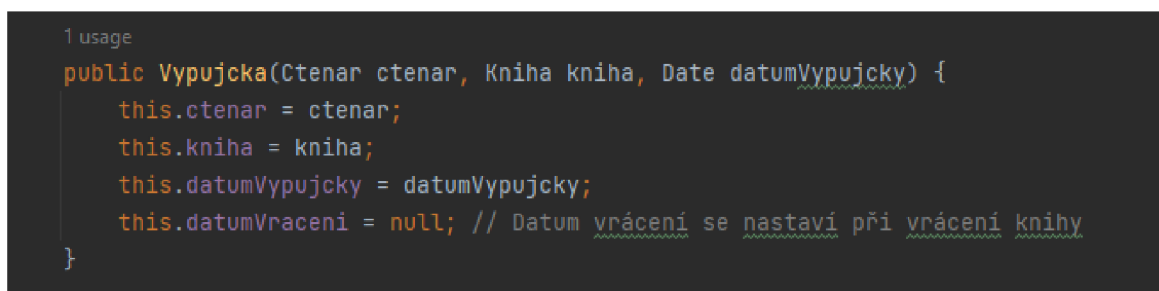 1 usage
public Vypujcka(Ctenar ctenar, Kniha kniha, Date datumVypujcky) {
this.ctenar = ctenar;
this.kniha = kniha;
this.datumVypujcky = datumVypujcky;
this.datumVraceni = null; // Datum vrácení se nastaví při vrácení knihy
}